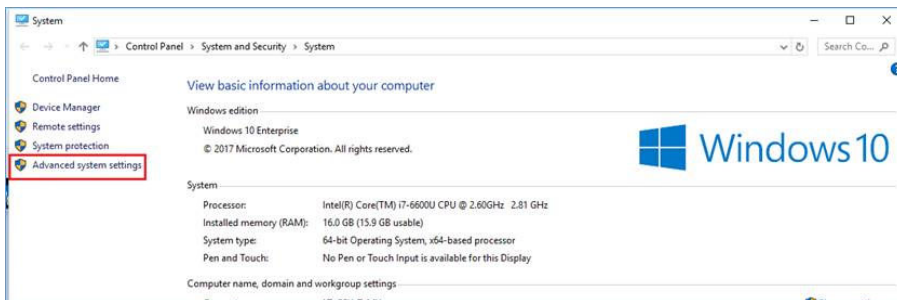 System
Control Panel > System and Security > System
Search Co...
Control Panel Home
View basic information about your computer
Device Manager
Windows edition
Remote settings
Windows 10 Enterprise
System protection
© 2017 Microsoft Corporation. All rights reserved.
Windows 10
Advanced system settings
System
Processor: Intel(R) Core(TM) i7-6600U CPU @ 2.60GHz 2.81 GHz
Installed memory (RAM): 16.0 GB (15.9 GB usable)
System type: 64-bit Operating System, x64-based processor
Pen and Touch: No Pen or Touch Input is available for this Display
Computer name, domain and workgroup settings